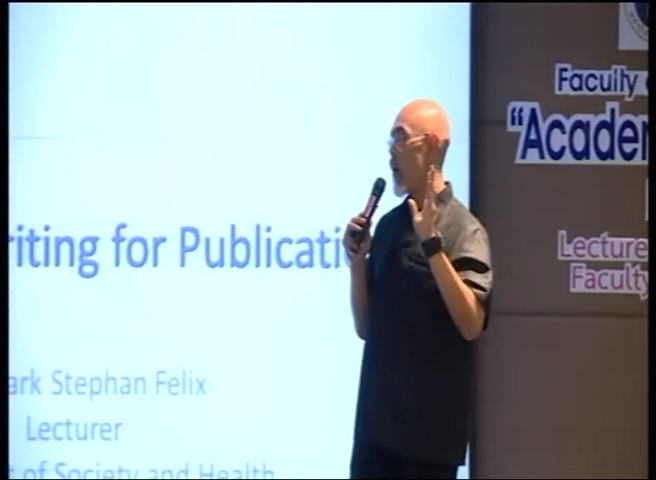 riting for Publicati
ark Stephan Felix
Lecturer
of Society and Health
Faculty
"Acade
Lecture
Faculty